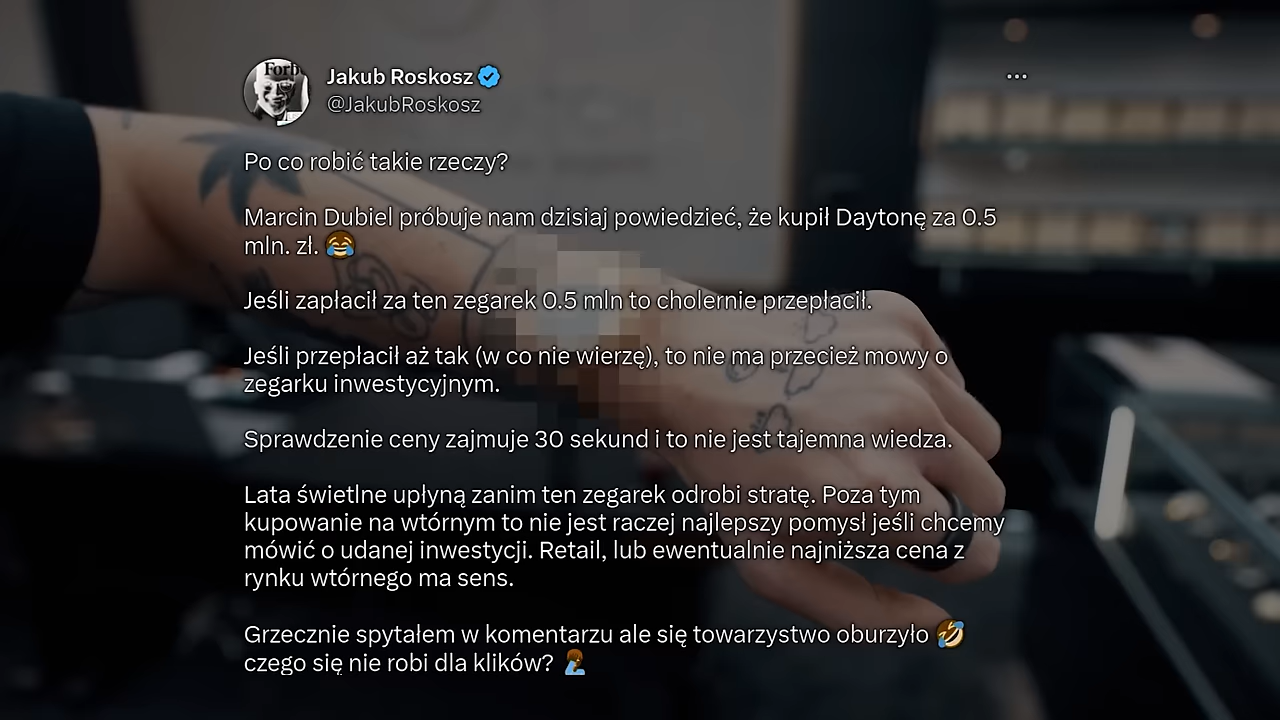 Forb
Jakub Roskosz
@JakubRoskosz
Po co robić takie rzeczy?
Marcin Dubiel próbuje nam dzisiaj powiedzieć, że kupił Daytonę za 0.5
mln. zł. 😂
Jeśli zapłacił za ten zegarek 0.5 mln to cholernie przepłacił.
Jeśli przepłacił aż tak (w co nie wierzę), to nie ma przecież mowy o
zegarku inwestycyjnym.
Sprawdzenie ceny zajmuje 30 sekund i to nie jest tajemna wiedza.
Lata świetlne upłyną zanim ten zegarek odrobi stratę. Poza tym
kupowanie na wtórnym to nie jest raczej najlepszy pomysł jeśli chcemy
mówić o udanej inwestycji. Retail, lub ewentualnie najniższa cena z
rynku wtórnego ma sens.
Grzecznie spytałem w komentarzu ale się towarzystwo oburzyło 🤣
czego się nie robi dla klików? 🤦🏾‍♂️